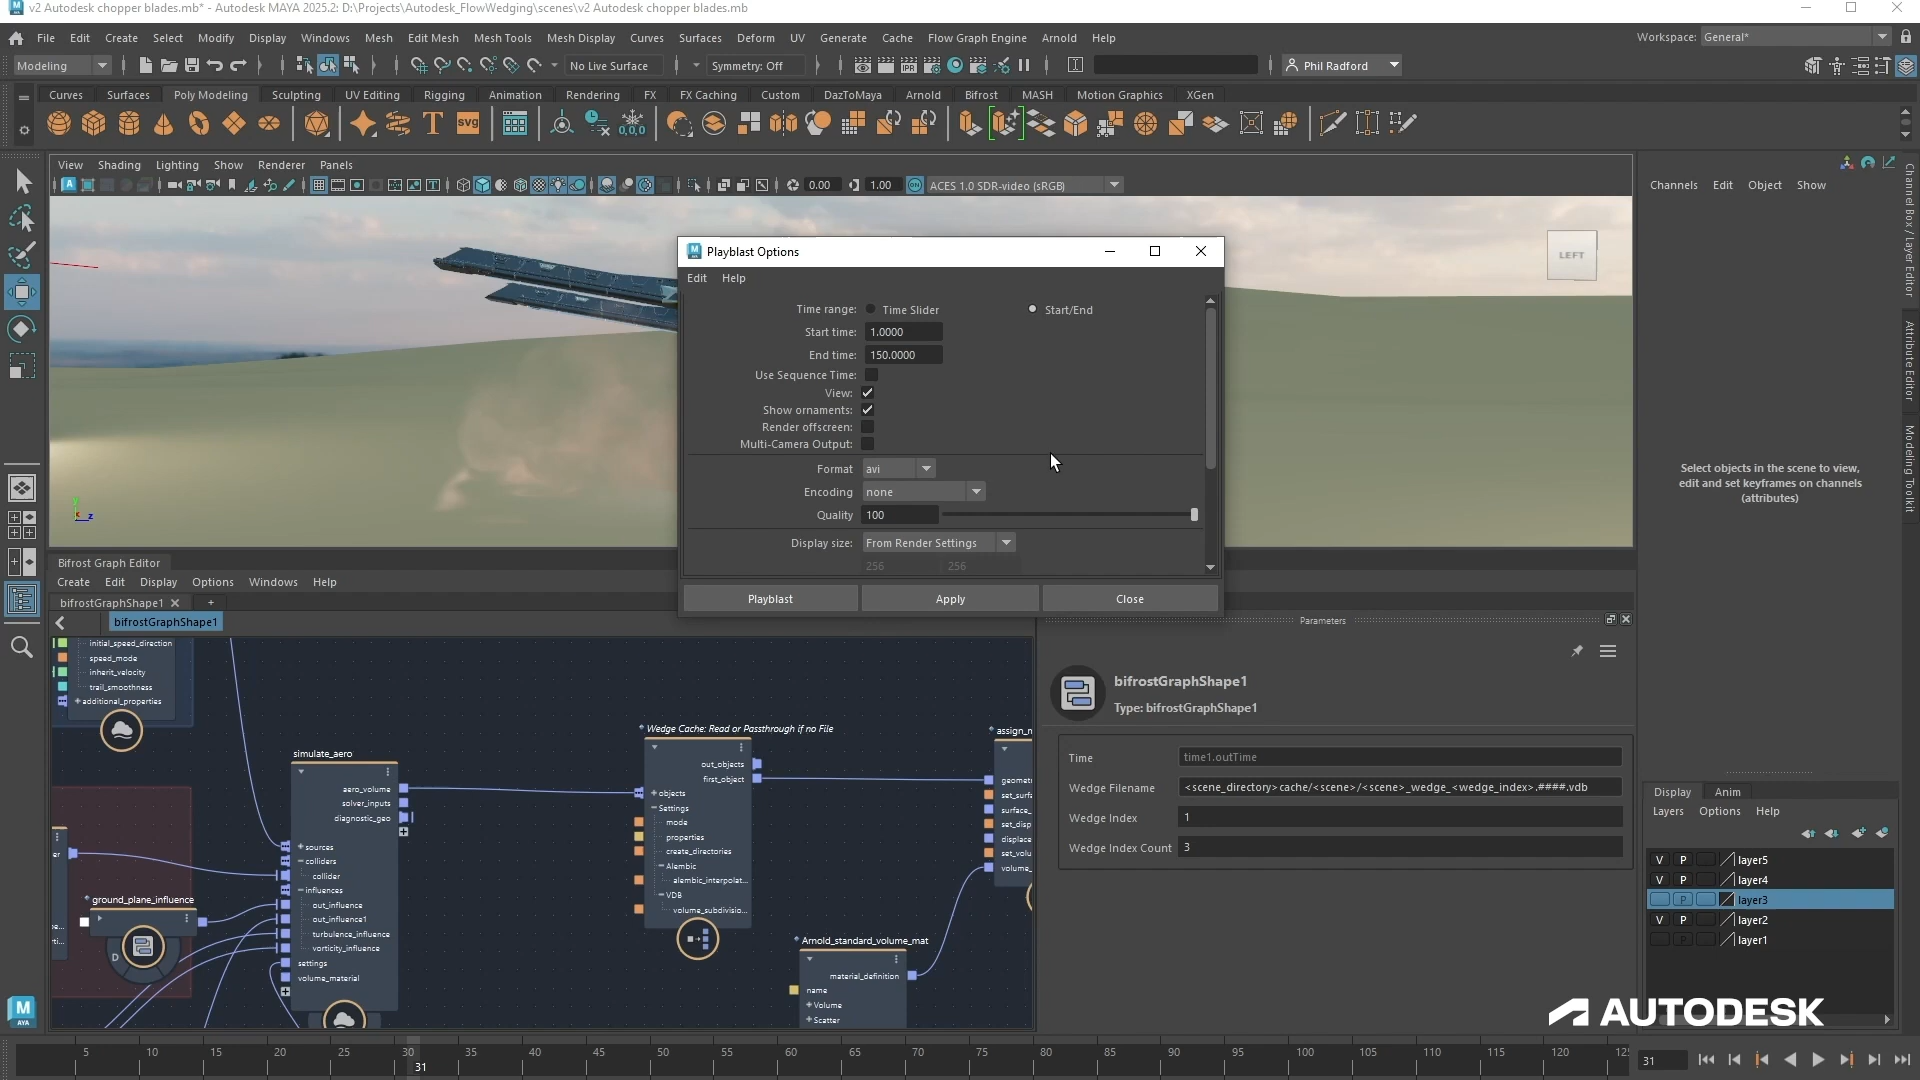 v2 Autodesk chopper blades.mb* - Autodesk MAYA 2025.2: D:\Projects\Autodesk_FlowWedging\scenes\v2 Autodesk chopper blades.mb
File Edit Create Select Modify Display Windows Mesh Edit Mesh Mesh Tools Mesh Display Curves Surfaces Deform UV Generate Cache Flow Graph Engine Arnold Help
Workspace: General*
Modeling
No Live Surface
Symmetry: Off
Phil Radford
Curves Surfaces Poly Modeling Sculpting UV Editing Rigging Animation Rendering FX FX Caching Custom DazToMaya Arnold Bifrost MASH Motion Graphics XGen
View Shading Lighting Show Renderer Panels
0.00 1.00 ACES 1.0 SDR-video (sRGB)
Channels Edit Object Show
LEFT
Playblast Options
Edit Help
Time range: Time Slider Start/End
Start time: 1.0000
End time: 150.0000
Use Sequence Time:
View:
Show ornaments:
Render offscreen:
Multi-Camera Output:
Format avi
Encoding none
Quality 100
Display size: From Render Settings
256 256
Playblast Apply Close
Select objects in the scene to view,
edit and set keyframes on channels
(attributes)
Channel Box / Layer Editor
Attribute Editor
Modeling Toolkit
Bifrost Graph Editor
Create Edit Display Options Windows Help
bifrostGraphShape1
bifrostGraphShape1
Parameters
initial_speed_direction
speed_mode
inherit_velocity
trail_smoothness
additional_properties
simulate_aero
aero_volume
solver_inputs
diagnostic_geo
sources
colliders
collider
influences
out_influence
out_influence1
turbulence_influence
vorticity_influence
settings
volume_material
ground_plane_influence
D
Wedge Cache: Read or Passthrough if no File
out_objects
first_object
objects
Settings
mode
properties
create_directories
Alembic
alembic_interpolat...
VDB
volume_subdivisio...
Arnold_standard_volume_mat
material_definition
name
Volume
Scatter
bifrostGraphShape1
Type: bifrostGraphShape1
Time time1.outTime
Wedge Filename <scene_directory>cache/<scene>/<scene>_wedge_<wedge_index>.####.vdb
Wedge Index 1
Wedge Index Count 3
Display Anim
Layers Options Help
V P layer5
V P layer4
P layer3
V P layer2
layer1
AUTODESK
5 10 15 20 25 30 35 40 45 50 55 60 65 70 75 80 85 90 95 100 105 110 115 120
31
31